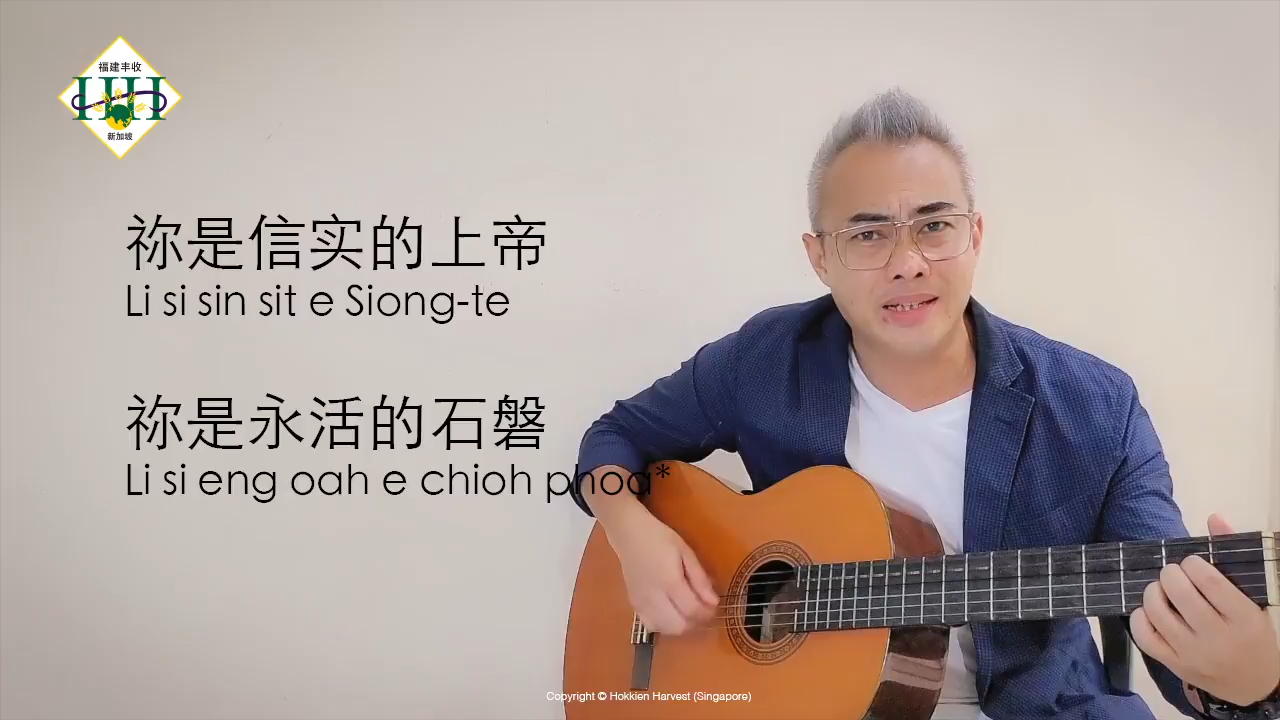 福建丰收
HH
新加坡
祢是信实的上帝
Li si sin sit e Siong-te
祢是永活的石磐
Li si eng oah e chioh phoa*
Copyright © Hokkien Harvest (Singapore)